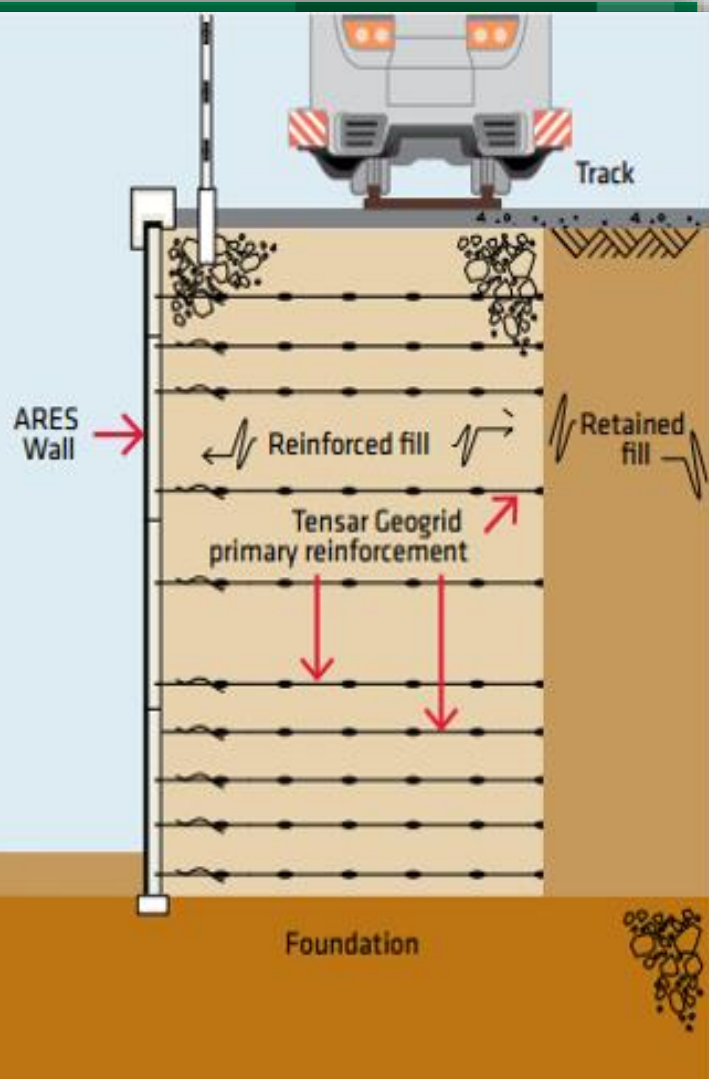 Track
ARES
Wall
Reinforced fill
Retained
fill
Tensar Geogrid
primary reinforcement
Foundation